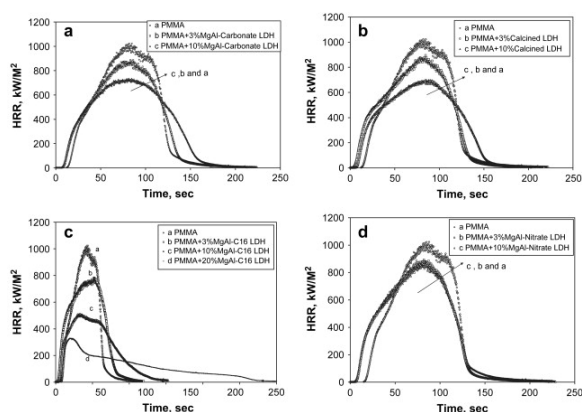 a
a PMMA
b PMMA+3%MgAl-Carbonate LDH
c PMMA+10%MgAl-Carbonate LDH
c ,b and a
HRR, kW/M²
1200
1000
800
600
400
200
0
0 50 100 150 200 250
Time, sec
b
a PMMA
b PMMA+3%Calcined LDH
c PMMA+10%Calcined LDH
c, b and a
HRR, kW/M²
1200
1000
800
600
400
200
0
0 50 100 150 200 250
Time, sec
c
a PMMA
b PMMA+3%MgAl-C16 LDH
c PMMA+10%MgAl-C16 LDH
d PMMA+20%MgAl-C16 LDH
a
b
c
d
HRR, kW/M²
1200
1000
800
600
400
200
0
0 50 100 150 200 250
Time, sec
d
a PMMA
b PMMA+3%MgAl-Nitrate LDH
c PMMA+10%MgAl-Nitrate LDH
c , b and a
HRR, kW/M²
1200
1000
800
600
400
200
0
0 50 100 150 200 250
Time, sec